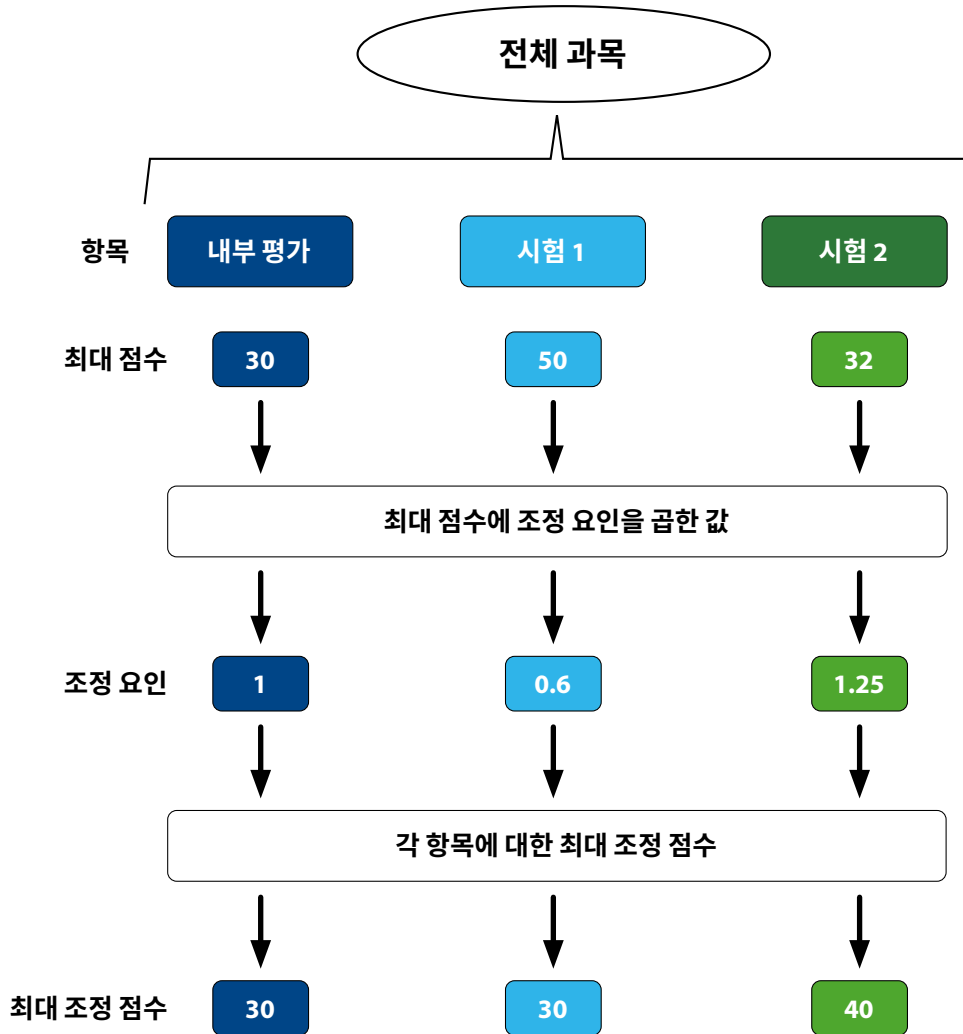 전체 과목
항목 내부 평가 시험 1 시험 2
최대 점수 30 50 32
최대 점수에 조정 요인을 곱한 값
조정 요인 1 0.6 1.25
각 항목에 대한 최대 조정 점수
최대 조정 점수 30 30 40